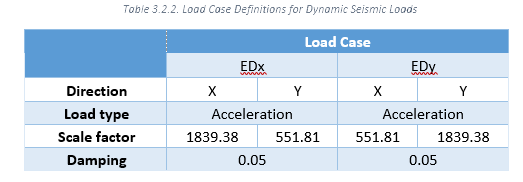 Table 3.2.2. Load Case Definitions for Dynamic Seismic Loads
Load Case
EDx EDy
Direction X Y X Y
Load type Acceleration Acceleration
Scale factor 1839.38 551.81 551.81 1839.38
Damping 0.05 0.05